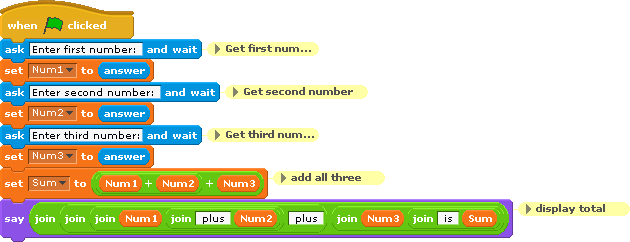 when clicked
ask Enter first number: and wait Get first num...
set Num1 to answer
ask Enter second number: and wait Get second number
set Num2 to answer
ask Enter third number: and wait Get third num...
set Num3 to answer
set Sum to Num1 + Num2 + Num3 add all three
say join join join Num1 join plus Num2 plus join Num3 join is Sum display total